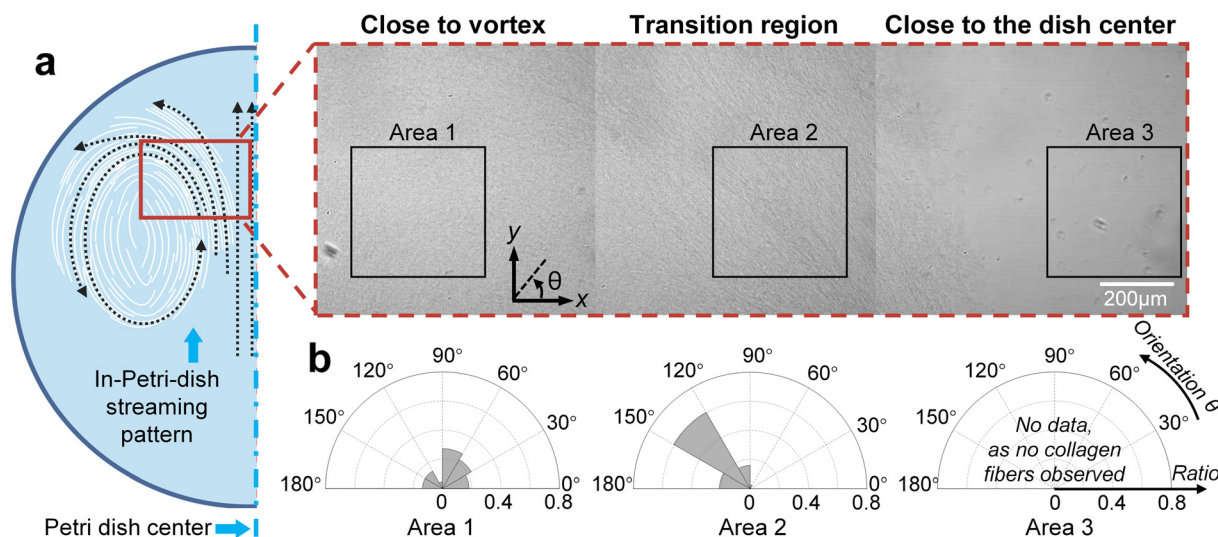 a
Close to vortex
Transition region
Close to the dish center
Area 1
Area 2
Area 3
y
θ
x
200μm
In-Petri-dish
streaming
pattern
Petri dish center
b
90°
120°
60°
150°
30°
180°
0°
0
0.4
0.8
Area 1
90°
120°
60°
150°
30°
180°
0°
0
0.4
0.8
Area 2
90°
120°
60°
150°
30°
180°
0
0.4
0.8
Orientation θ
No data,
as no collagen
fibers observed
Ratio
Area 3